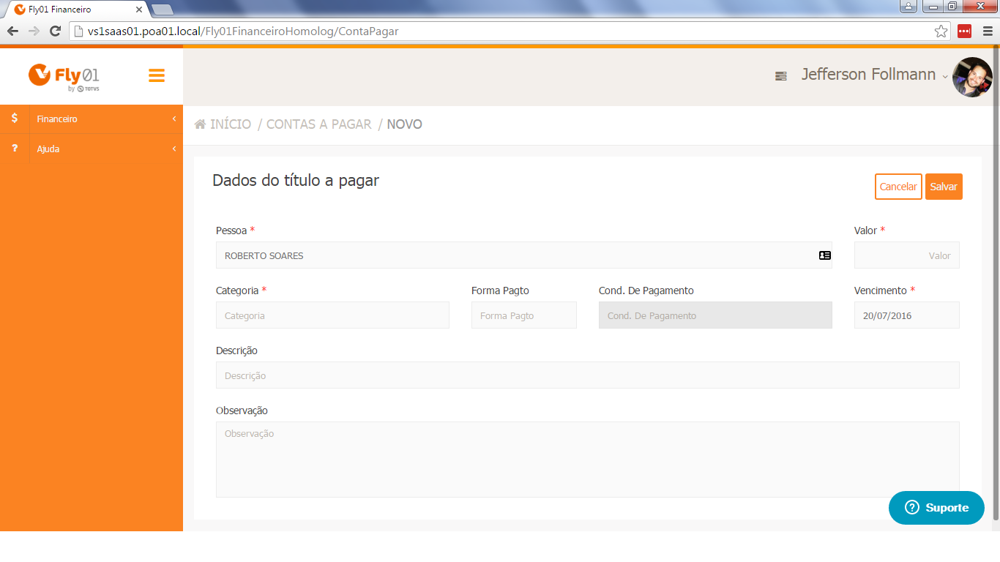 Fly01 Financeiro
vs1saas01.poa01.local/Fly01FinanceiroHomolog/ContaPagar
Fly01
by TOTVS
Jefferson Follmann
$ Financeiro
? Ajuda
INÍCIO / CONTAS A PAGAR / NOVO
Dados do título a pagar
Cancelar Salvar
Pessoa * Valor *
ROBERTO SOARES Valor
Categoria * Forma Pagto Cond. De Pagamento Vencimento *
Categoria Forma Pagto Cond. De Pagamento 20/07/2016
Descrição
Descrição
Observação
Observação
? Suporte